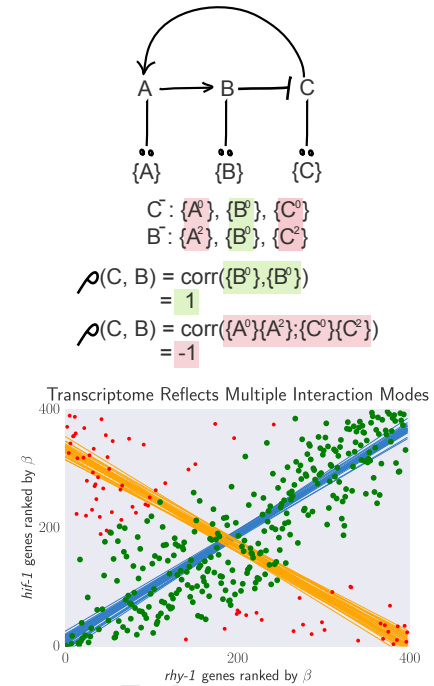 A B C
{A} {B} {C}
C⁻: {A⁰}, {B⁰}, {C⁰}
B⁻: {A²}, {B⁰}, {C²}
ρ(C, B) = corr({B⁰},{B⁰})
= 1
ρ(C, B) = corr({A⁰}{A²};{C⁰}{C²})
= -1
Transcriptome Reflects Multiple Interaction Modes
400
200
0
hif-1 genes ranked by β
0 200 400
rhy-1 genes ranked by β